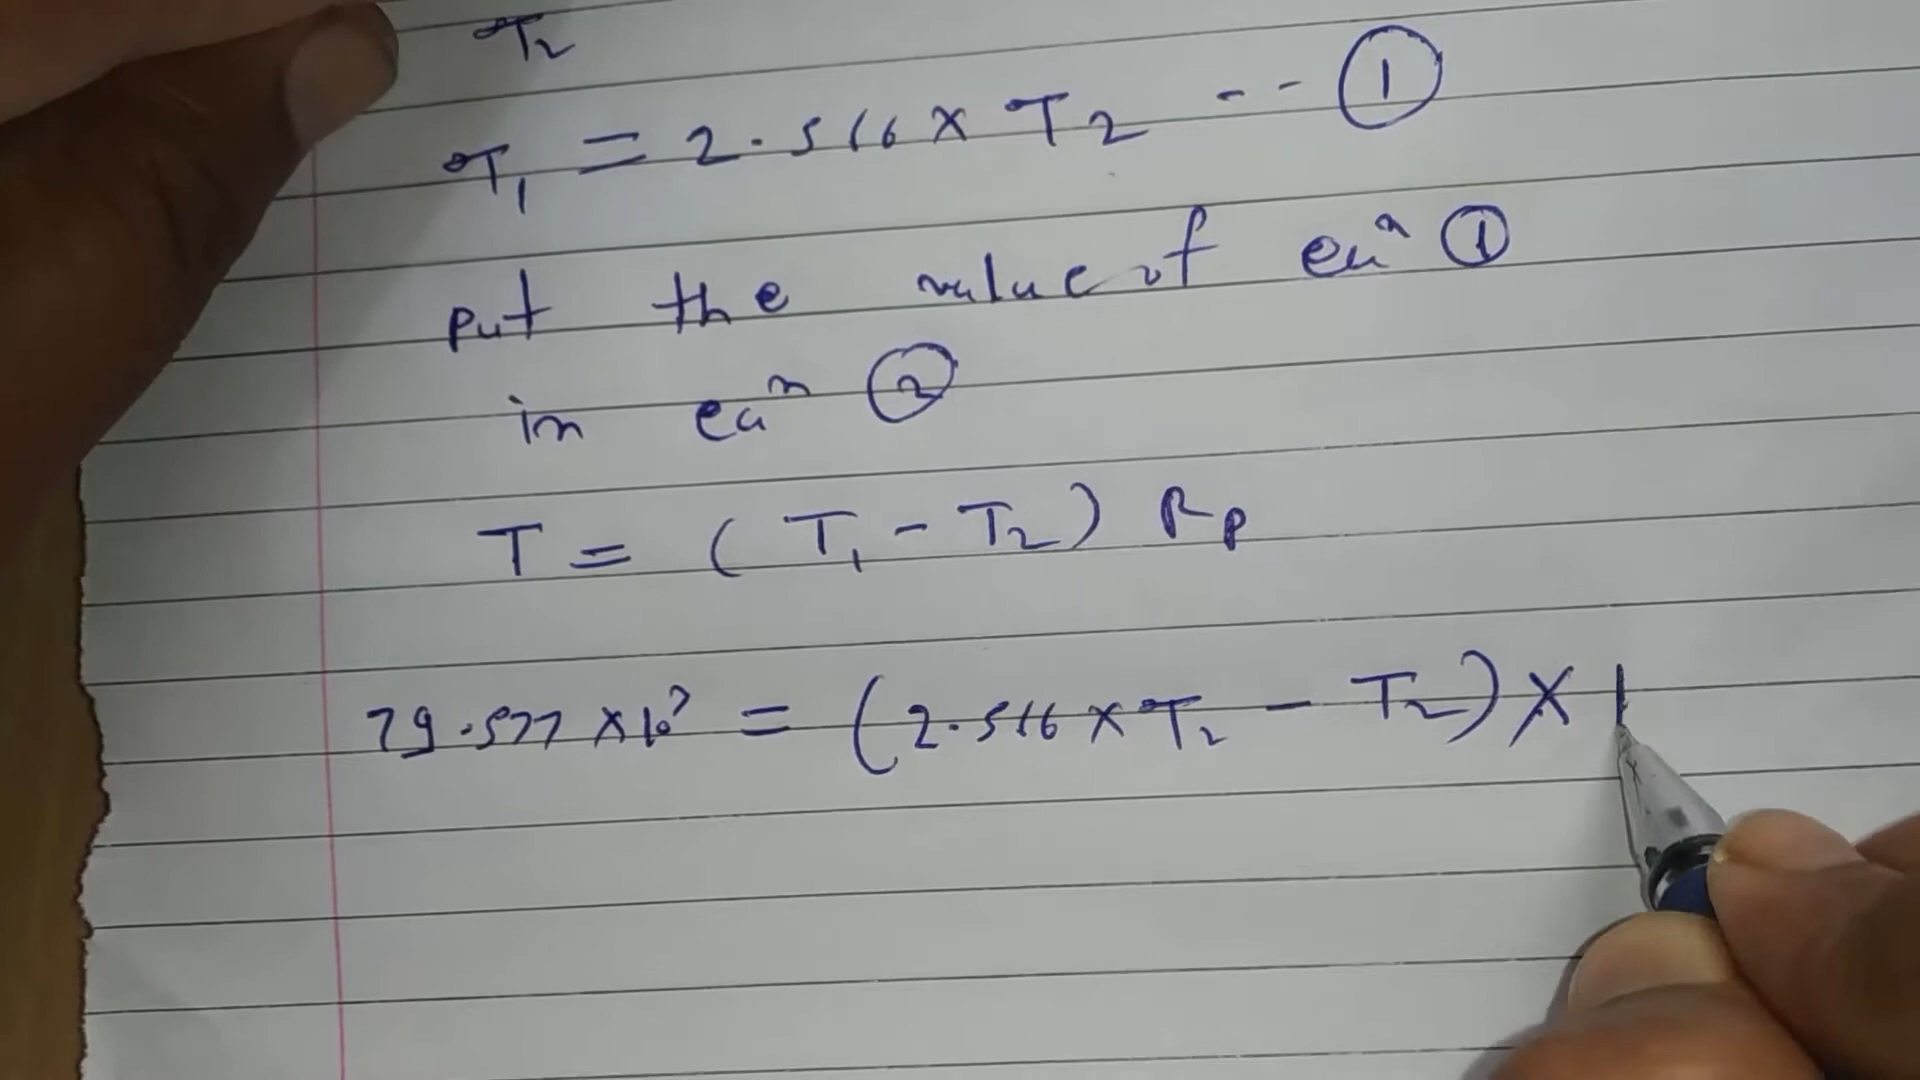 T₂
T₁ = 2.516 × T₂ -- ①
put the value of eqⁿ ①
in eqⁿ ②
T = (T₁ - T₂) Rp
79.577 ×10³ = (2.516 × T₂ - T₂) × 1